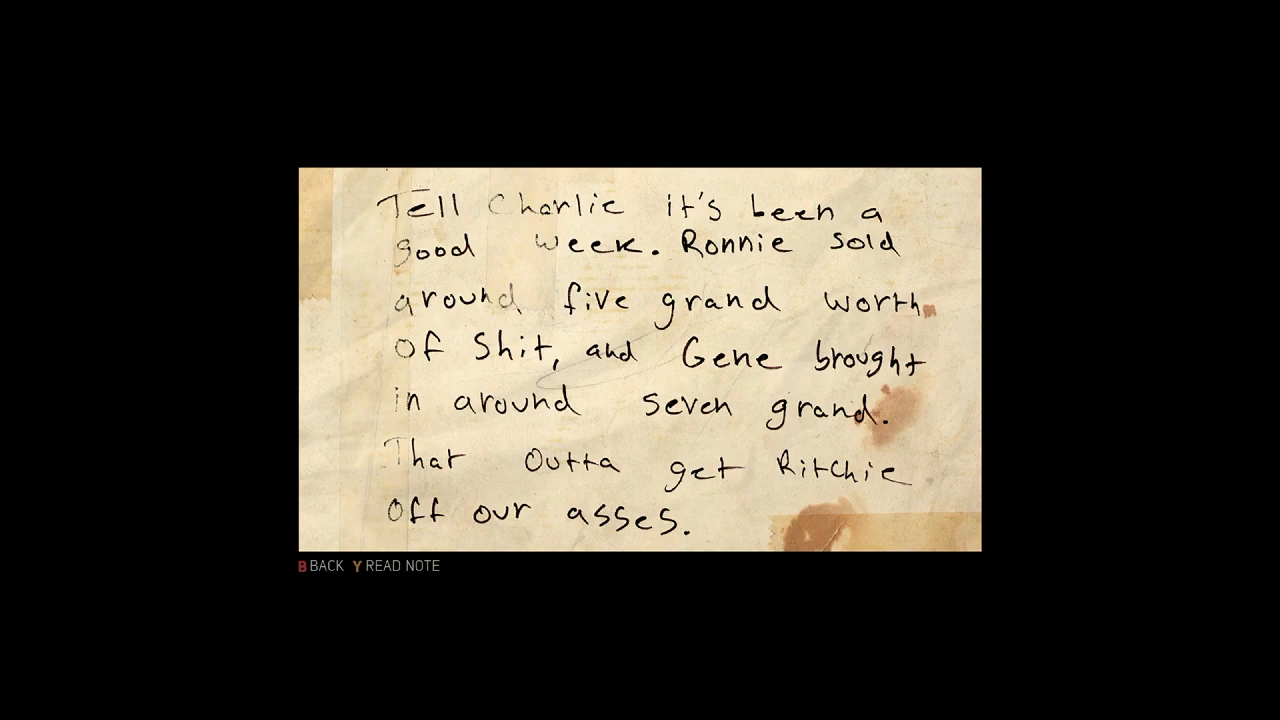 Tell Charlie it's been a
good week. Ronnie sold
around five grand worth
of Shit, and Gene brought
in around seven grand.
That Outta get Ritchie
Off our asses.
B BACK Y READ NOTE